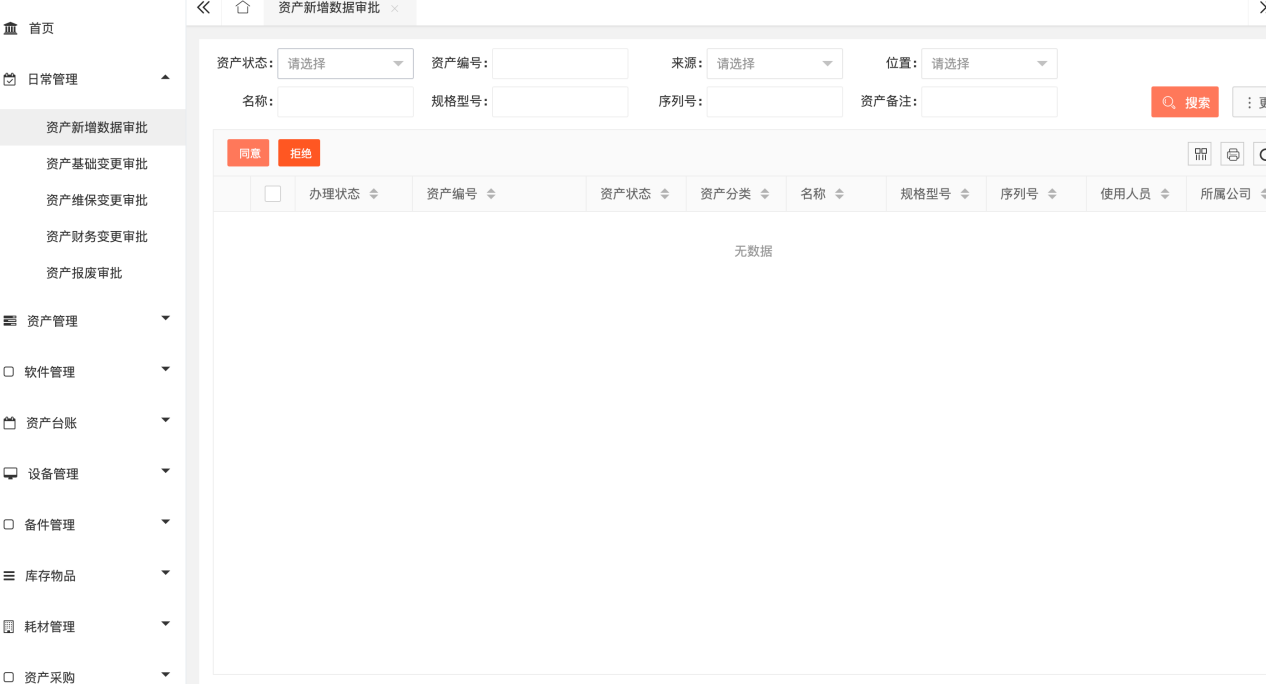 首页
日常管理
资产新增数据审批
资产基础变更审批
资产维保变更审批
资产财务变更审批
资产报废审批
资产管理
软件管理
资产台账
设备管理
备件管理
库存物品
耗材管理
资产采购
资产新增数据审批
资产状态: 请选择 资产编号: 来源: 请选择 位置: 请选择
名称: 规格型号: 序列号: 资产备注: 搜索
同意 拒绝
办理状态 资产编号 资产状态 资产分类 名称 规格型号 序列号 使用人员 所属公司
无数据